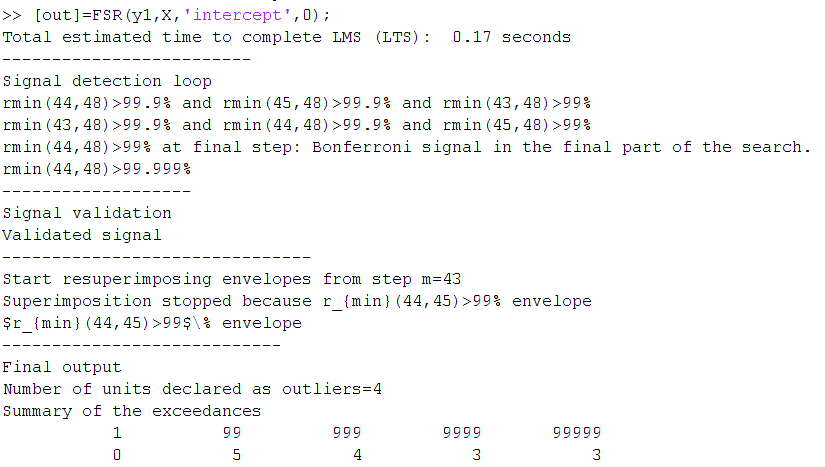 >> [out]=FSR(y1,X,'intercept',0);
Total estimated time to complete LMS (LTS):  0.17 seconds
-------------------------
Signal detection loop
rmin(44,48)>99.9% and rmin(45,48)>99.9% and rmin(43,48)>99%
rmin(43,48)>99.9% and rmin(44,48)>99.9% and rmin(45,48)>99%
rmin(44,48)>99% at final step: Bonferroni signal in the final part of the search.
rmin(44,48)>99.999%
-------------------
Signal validation
Validated signal
-------------------------------
Start resuperimposing envelopes from step m=43
Superimposition stopped because r_{min}(44,45)>99% envelope
$r_{min}(44,45)>99$\% envelope
----------------------------
Final output
Number of units declared as outliers=4
Summary of the exceedances
1 99 999 9999 99999
0 5 4 3 3